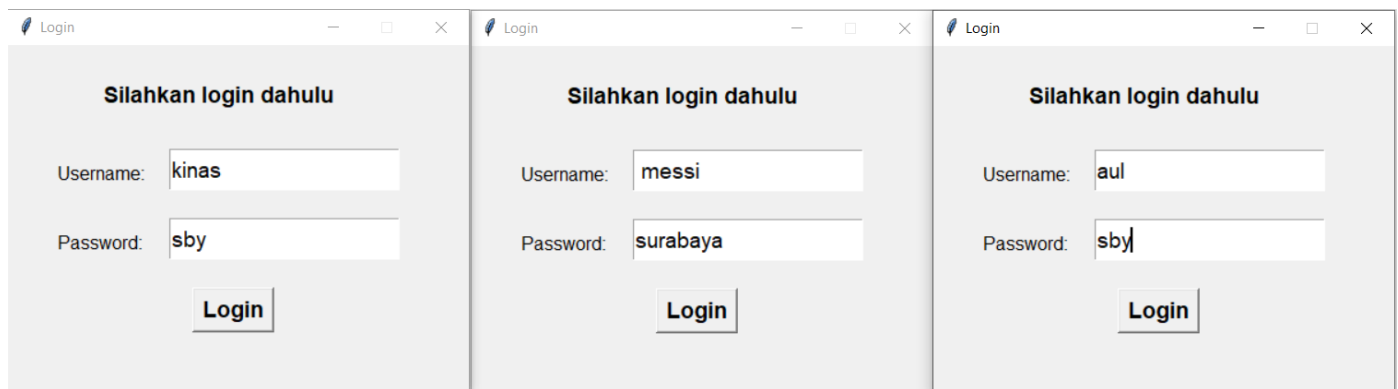 Login
Silahkan login dahulu
Username: kinas
Password: sby
Login
Login
Silahkan login dahulu
Username: messi
Password: surabaya
Login
Login
Silahkan login dahulu
Username: aul
Password: sby
Login